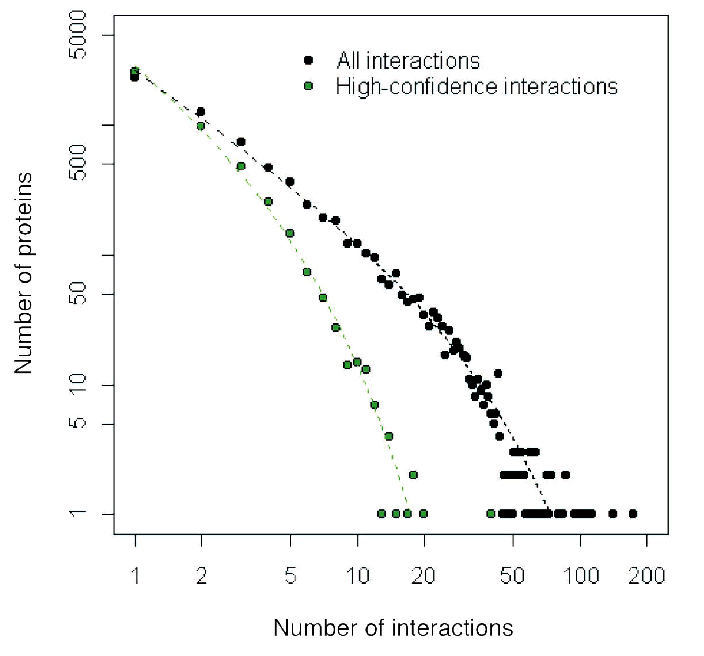 All interactions
High-confidence interactions
Number of proteins
5000
500
50
10
5
1
1 2 5 10 20 50 100 200
Number of interactions